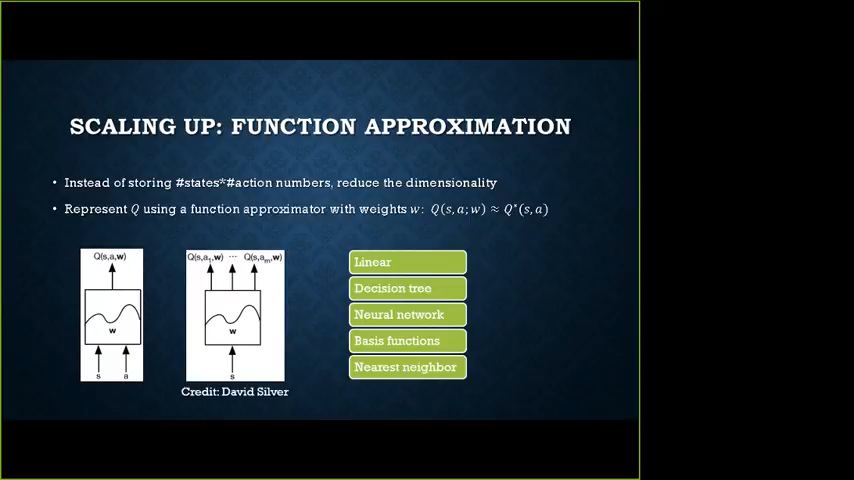 SCALING UP: FUNCTION APPROXIMATION
• Instead of storing #states*#action numbers, reduce the dimensionality
• Represent Q using a function approximator with weights w: Q(s,a;w) ≈ Q*(s,a)
Q(s,a,w)
w
s a
Q(s,a₁,w) ··· Q(s,aₘ,w)
w
s
Credit: David Silver
Linear
Decision tree
Neural network
Basis functions
Nearest neighbor